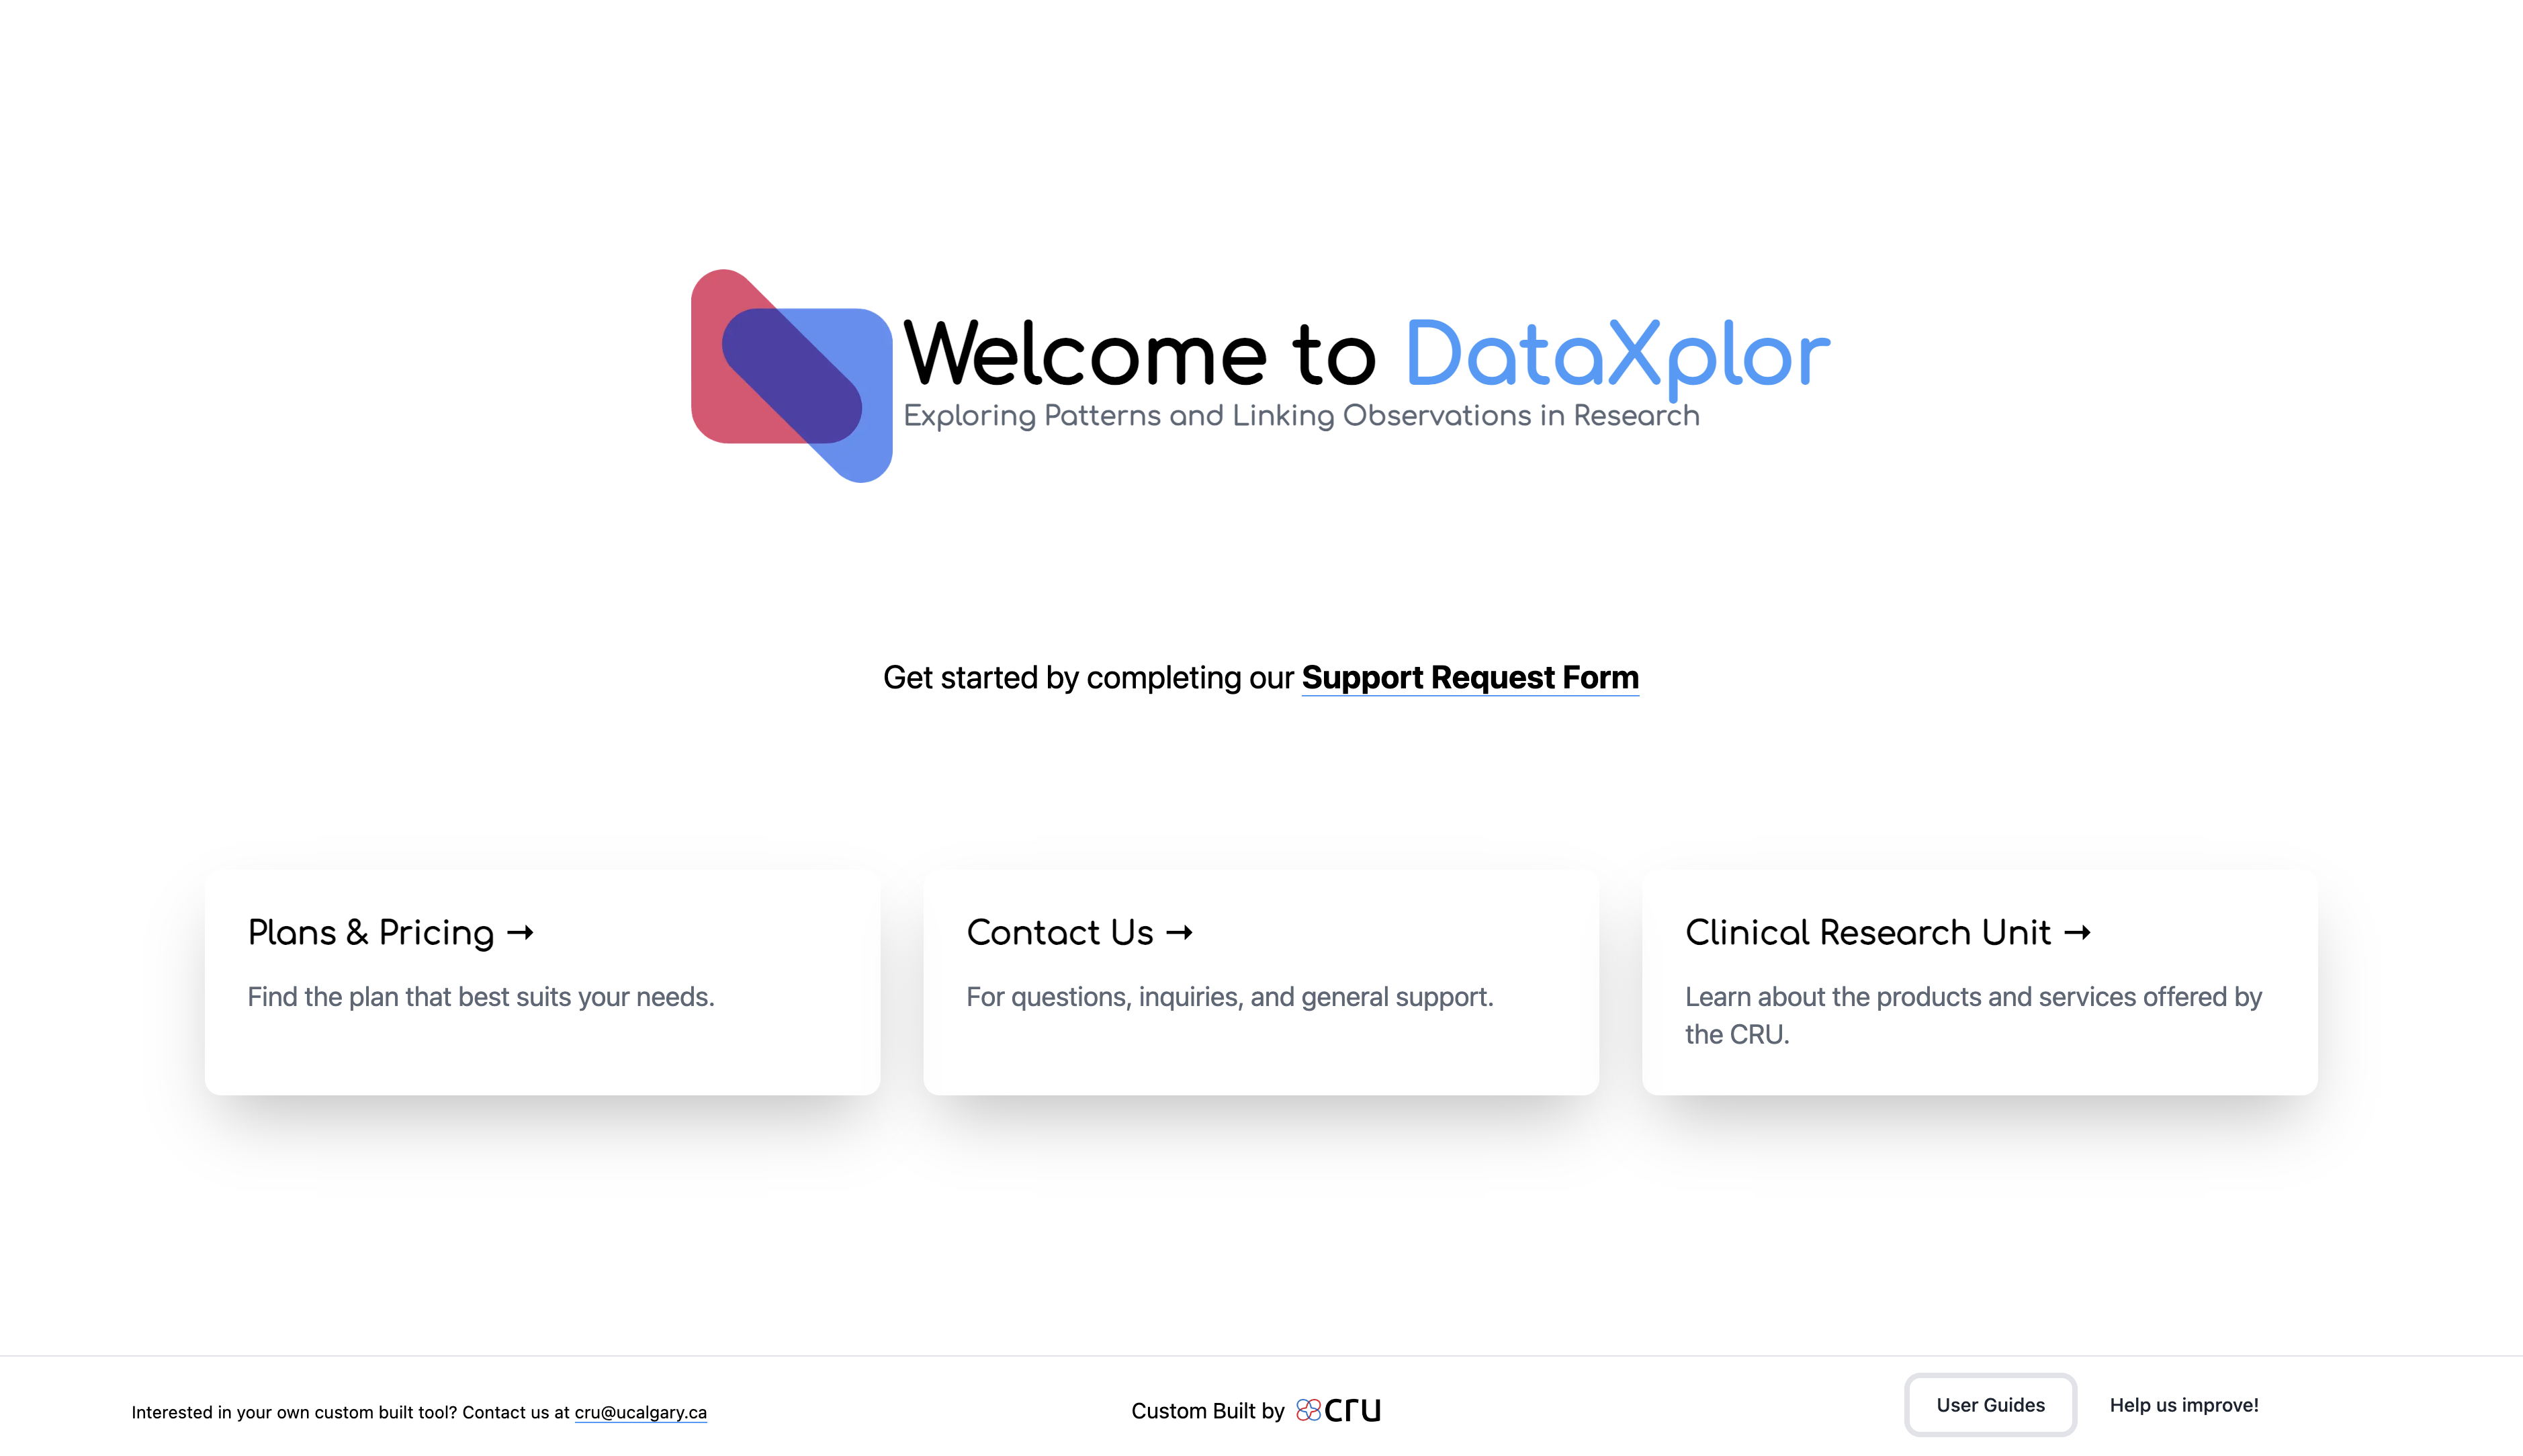 Welcome to DataXplor
Exploring Patterns and Linking Observations in Research
Get started by completing our Support Request Form
Plans & Pricing →
Find the plan that best suits your needs.
Contact Us →
For questions, inquiries, and general support.
Clinical Research Unit →
Learn about the products and services offered by
the CRU.
Interested in your own custom built tool? Contact us at cru@ucalgary.ca
Custom Built by cru
User Guides
Help us improve!